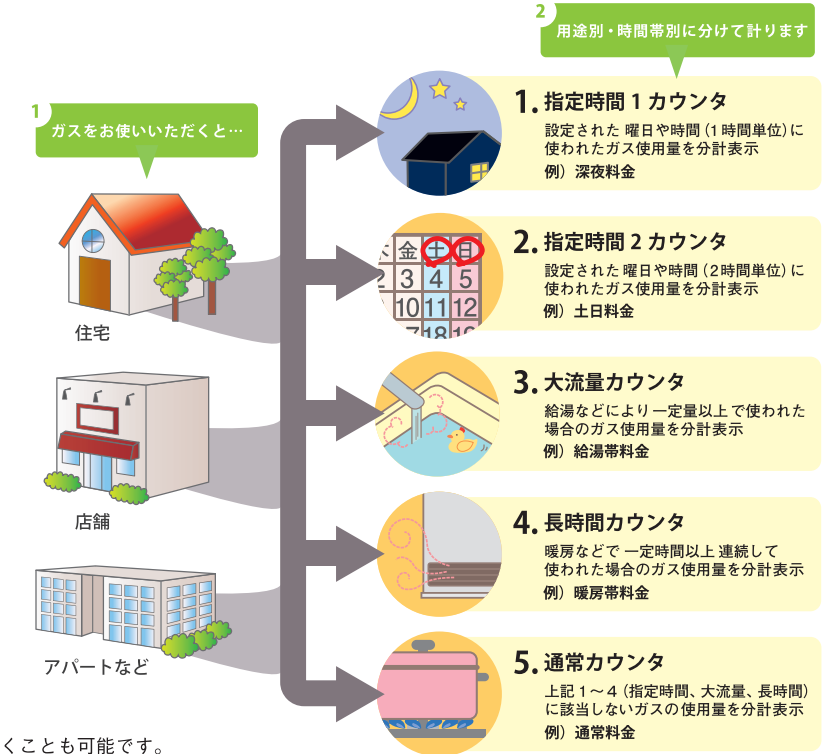 1
ガスをお使いいただくと…
住宅
店舗
アパートなど
くことも可能です。
2
用途別・時間帯別に分けて計ります
1. 指定時間 1 カウンタ
設定された 曜日や時間（1 時間単位）に
使われたガス使用量を分計表示
例）深夜料金
金 土 日
2 3 4 5
10 11 12
18
2. 指定時間 2 カウンタ
設定された 曜日や時間（2 時間単位）に
使われたガス使用量を分計表示
例）土日料金
3. 大流量カウンタ
給湯などにより 一定量以上 で使われた
場合のガス使用量を分計表示
例）給湯帯料金
4. 長時間カウンタ
暖房などで 一定時間以上 連続して
使われた場合のガス使用量を分計表示
例）暖房帯料金
5. 通常カウンタ
上記 1～4（指定時間、大流量、長時間）
に該当しないガスの使用量を分計表示
例）通常料金